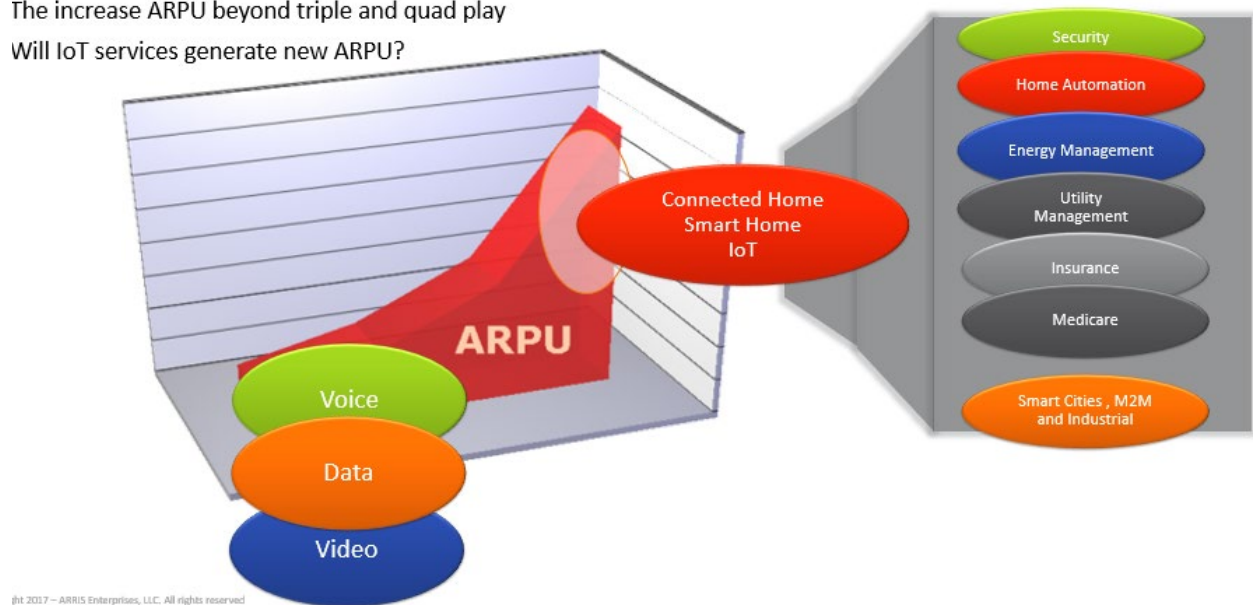 The increase ARPU beyond triple and quad play
Will IoT services generate new ARPU?
ARPU
Voice
Data
Video
Connected Home
Smart Home
IoT
Security
Home Automation
Energy Management
Utility
Management
Insurance
Medicare
Smart Cities , M2M
and Industrial
ght 2017 – ARRIS Enterprises, LLC. All rights reserved